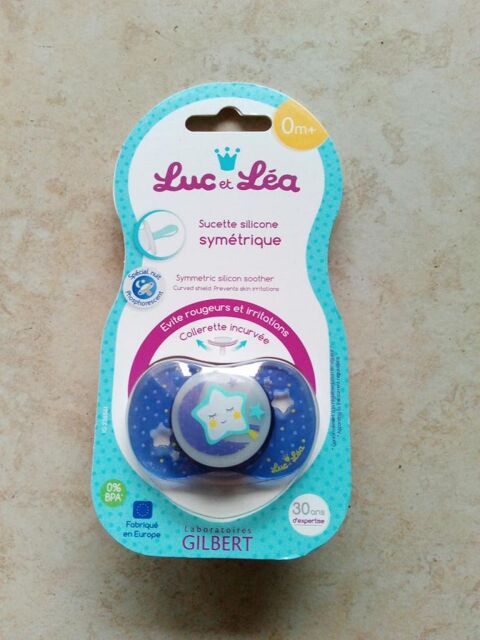 0m+
Luc et Léa
Sucette silicone
symétrique
Symmetric silicon soother
Curved shield. Prevents skin irritations
Spécial nuit
Phosphorescent
Evite rougeurs et irritations
Collerette incurvée
Luc et Léa
0%
BPA*
Fabriqué
en Europe
30 ans
d'expertise
Laboratoires
GILBERT